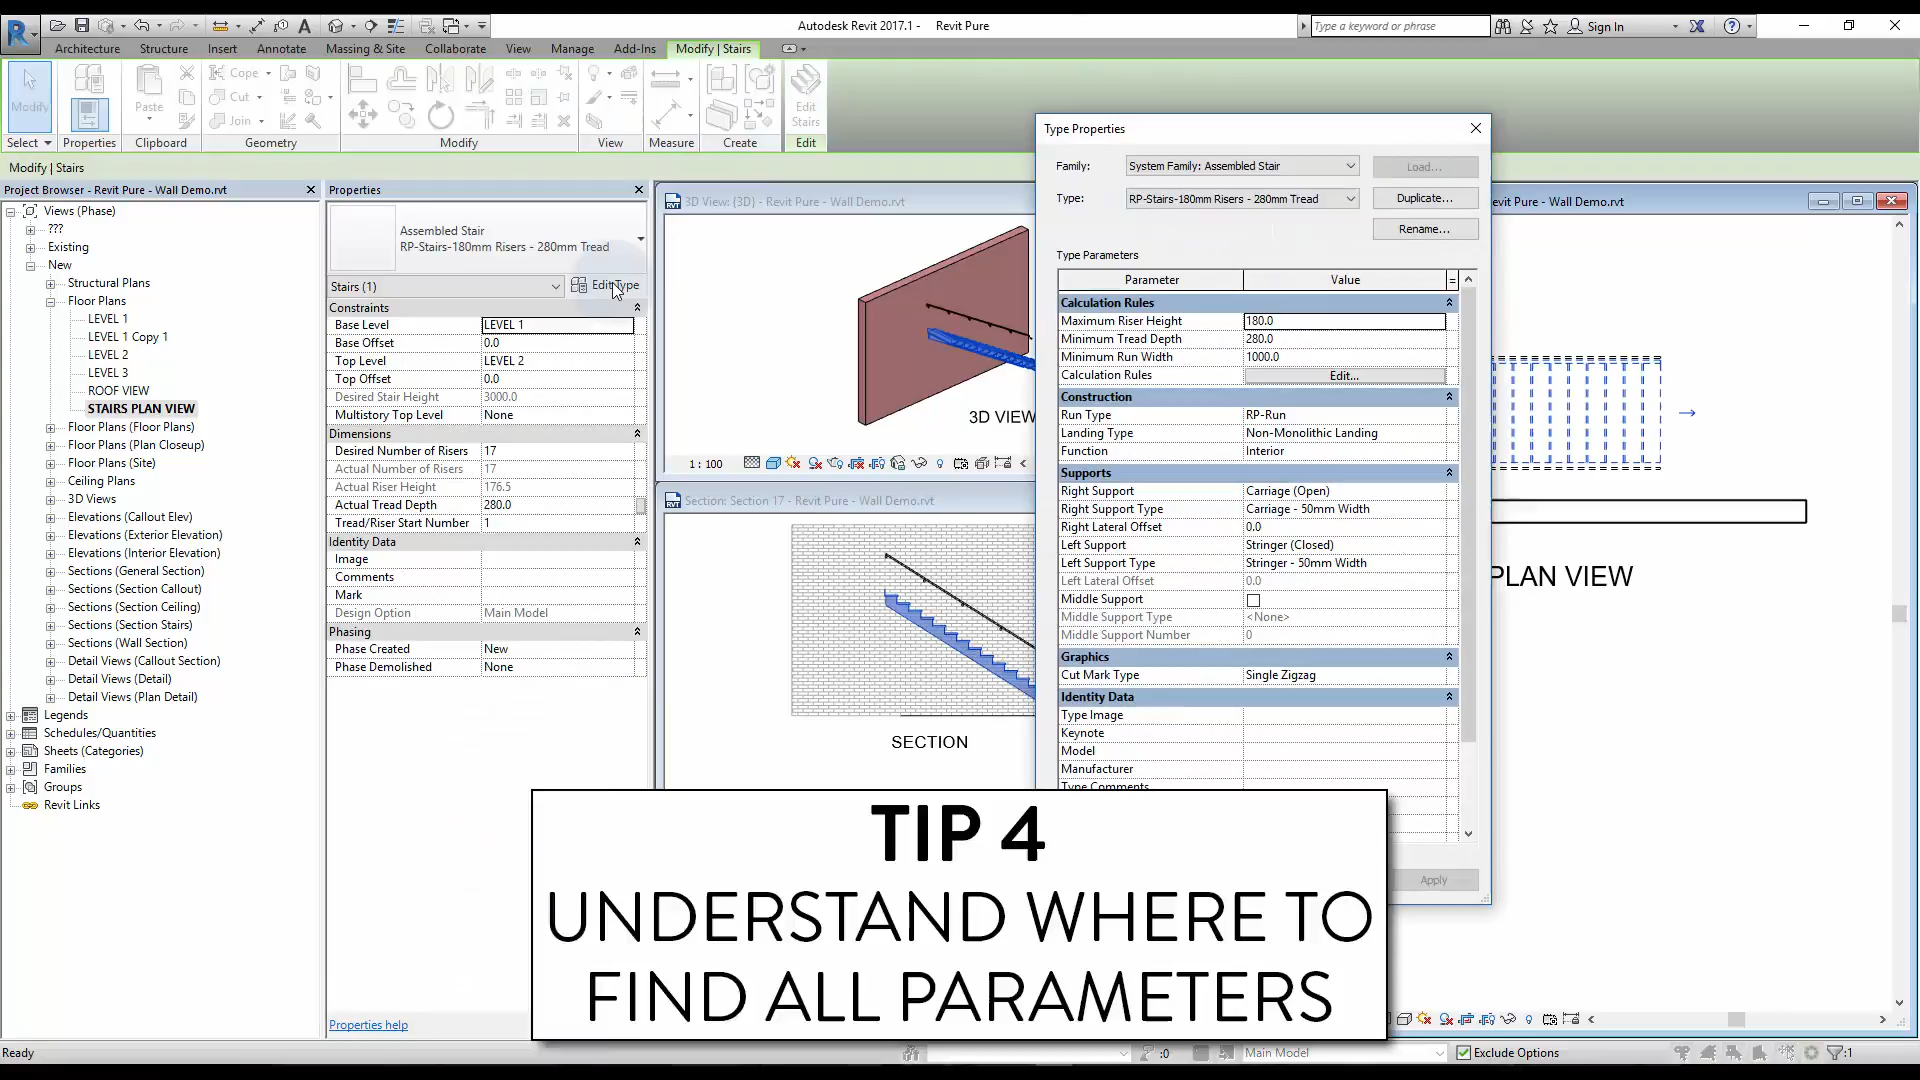 Autodesk Revit 2017.1 - Revit Pure
Type a keyword or phrase
Sign In
Architecture Structure Insert Annotate Massing & Site Collaborate View Manage Add-Ins Modify | Stairs
Modify
Paste
Cope
Cut
Join
Edit
Stairs
Select Properties Clipboard Geometry Modify View Measure Create Edit
Modify | Stairs
Project Browser - Revit Pure - Wall Demo.rvt
Views (Phase)
???
Existing
New
Structural Plans
Floor Plans
LEVEL 1
LEVEL 1 Copy 1
LEVEL 2
LEVEL 3
ROOF VIEW
STAIRS PLAN VIEW
Floor Plans (Floor Plans)
Floor Plans (Plan Closeup)
Floor Plans (Site)
Ceiling Plans
3D Views
Elevations (Callout Elev)
Elevations (Exterior Elevation)
Elevations (Interior Elevation)
Sections (General Section)
Sections (Section Callout)
Sections (Section Ceiling)
Sections (Section Stairs)
Sections (Wall Section)
Detail Views (Callout Section)
Detail Views (Detail)
Detail Views (Plan Detail)
Legends
Schedules/Quantities
Sheets (Categories)
Families
Groups
Revit Links
Properties
Assembled Stair
RP-Stairs-180mm Risers - 280mm Tread
Stairs (1) Edit Type
Constraints
Base Level LEVEL 1
Base Offset 0.0
Top Level LEVEL 2
Top Offset 0.0
Desired Stair Height 3000.0
Multistory Top Level None
Dimensions
Desired Number of Risers 17
Actual Number of Risers 17
Actual Riser Height 176.5
Actual Tread Depth 280.0
Tread/Riser Start Number 1
Identity Data
Image
Comments
Mark
Design Option Main Model
Phasing
Phase Created New
Phase Demolished None
Properties help
3D View: {3D} - Revit Pure - Wall Demo.rvt
3D VIEW
1 : 100
Section: Section 17 - Revit Pure - Wall Demo.rvt
SECTION
Type Properties
Family: System Family: Assembled Stair Load...
Type: RP-Stairs-180mm Risers - 280mm Tread Duplicate...
Rename...
Type Parameters
Parameter Value =
Calculation Rules
Maximum Riser Height 180.0
Minimum Tread Depth 280.0
Minimum Run Width 1000.0
Calculation Rules Edit...
Construction
Run Type RP-Run
Landing Type Non-Monolithic Landing
Function Interior
Supports
Right Support Carriage (Open)
Right Support Type Carriage - 50mm Width
Right Lateral Offset 0.0
Left Support Stringer (Closed)
Left Support Type Stringer - 50mm Width
Left Lateral Offset 0.0
Middle Support
Middle Support Type <None>
Middle Support Number 0
Graphics
Cut Mark Type Single Zigzag
Identity Data
Type Image
Keynote
Model
Manufacturer
Type Comments
Apply
evit Pure - Wall Demo.rvt
PLAN VIEW
TIP 4
UNDERSTAND WHERE TO
FIND ALL PARAMETERS
Ready
:0
Main Model
Exclude Options
:1